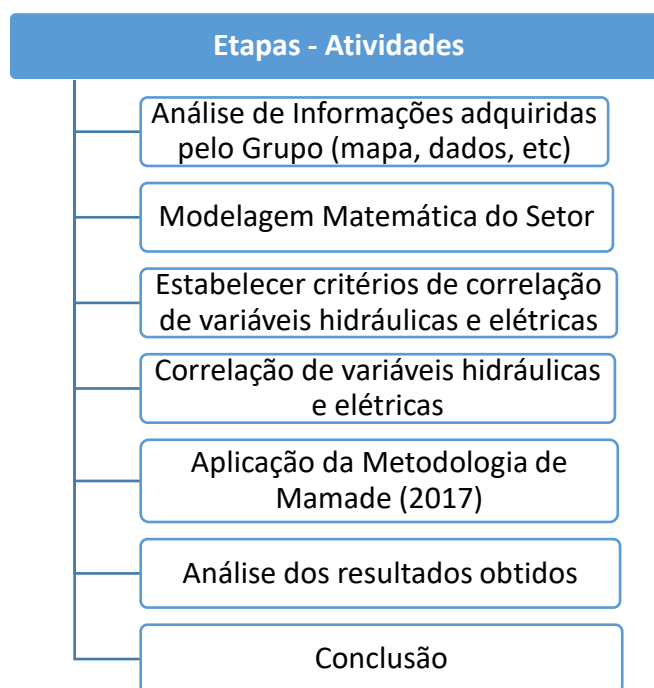 Etapas - Atividades
Análise de Informações adquiridas
pelo Grupo (mapa, dados, etc)
Modelagem Matemática do Setor
Estabelecer critérios de correlação
de variáveis hidráulicas e elétricas
Correlação de variáveis hidráulicas
e elétricas
Aplicação da Metodologia de
Mamade (2017)
Análise dos resultados obtidos
Conclusão